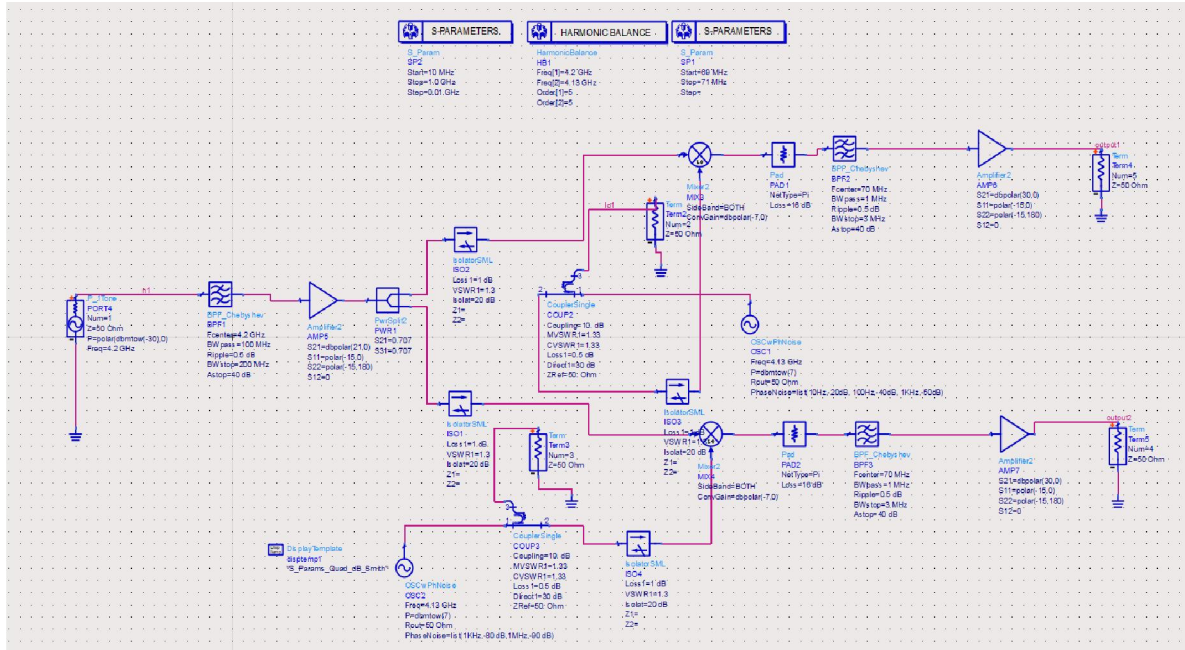 S-PARAMETERS
HARMONIC BALANCE
S-PARAMETERS
S_Param
SP2
Start=10 MHz
Stop=1.0 GHz
Step=0.01 GHz
HarmonicBalance
HB1
Freq[1]=4.2 GHz
Freq[2]=4.13 GHz
Order[1]=5
Order[2]=5
S_Param
SP1
Start=69 MHz
Stop=71 MHz
Step=
Mixer2
MIX3
SideBand=BOTH
ConvGain=dbpolar(-7,0)
Pad
PAD1
NetType=Pi
Loss=16 dB
BPF_Chebyshev
BPF2
Fcenter=70 MHz
BWpass=1 MHz
Ripple=0.5 dB
BWstop=3 MHz
Astop=40 dB
Amplifier2
AMP6
S21=dbpolar(30,0)
S11=polar(-15,0)
S22=polar(-15,180)
S12=0
output1
Term
Term4
Num=5
Z=50 Ohm
lo1
Term
Term2
Num=2
Z=50 Ohm
IsolatorSML
ISO2
Loss1=1 dB
VSWR1=1.3
Isolat=20 dB
Z1=
Z2=
rf1
P_1Tone
PORT4
Num=1
Z=50 Ohm
P=polar(dbmtow(-30),0)
Freq=4.2 GHz
BPF_Chebyshev
BPF1
Fcenter=4.2 GHz
BWpass=100 MHz
Ripple=0.5 dB
BWstop=200 MHz
Astop=40 dB
Amplifier2
AMP5
S21=dbpolar(21,0)
S11=polar(-15,0)
S22=polar(-15,180)
S12=0
PwrSplit2
PWR1
S21=0.707
S31=0.707
2
3
1
CouplerSingle
COUP2
Coupling=10. dB
MVSWR1=1.33
CVSWR1=1.33
Loss1=0.5 dB
Direct1=30 dB
ZRef=50. Ohm
OSCwPhNoise
OSC1
Freq=4.13 GHz
P=dbmtow(7)
Rout=50 Ohm
PhaseNoise=list(10Hz,-20dB, 100Hz,-40dB, 1KHz,-50dB)
IsolatorSML
ISO3
Loss1=1 dB
VSWR1=1.3
Isolat=20 dB
Z1=
Z2=
IsolatorSML
ISO1
Loss1=1 dB
VSWR1=1.3
Isolat=20 dB
Z1=
Z2=
Term
Term3
Num=3
Z=50 Ohm
Mixer2
MIX4
SideBand=BOTH
ConvGain=dbpolar(-7,0)
Pad
PAD2
NetType=Pi
Loss=16 dB
BPF_Chebyshev
BPF3
Fcenter=70 MHz
BWpass=1 MHz
Ripple=0.5 dB
BWstop=3 MHz
Astop=40 dB
Amplifier2
AMP7
S21=dbpolar(30,0)
S11=polar(-15,0)
S22=polar(-15,180)
S12=0
output2
Term
Term5
Num=4
Z=50 Ohm
3
1
2
CouplerSingle
COUP3
Coupling=10. dB
MVSWR1=1.33
CVSWR1=1.33
Loss1=0.5 dB
Direct1=30 dB
ZRef=50. Ohm
IsolatorSML
ISO4
Loss1=1 dB
VSWR1=1.3
Isolat=20 dB
Z1=
Z2=
DisplayTemplate
disptemp1
"S_Params_Quad_dB_Smith"
OSCwPhNoise
OSC2
Freq=4.13 GHz
P=dbmtow(7)
Rout=50 Ohm
PhaseNoise=list(1KHz,-80 dB,1MHz,-90 dB)